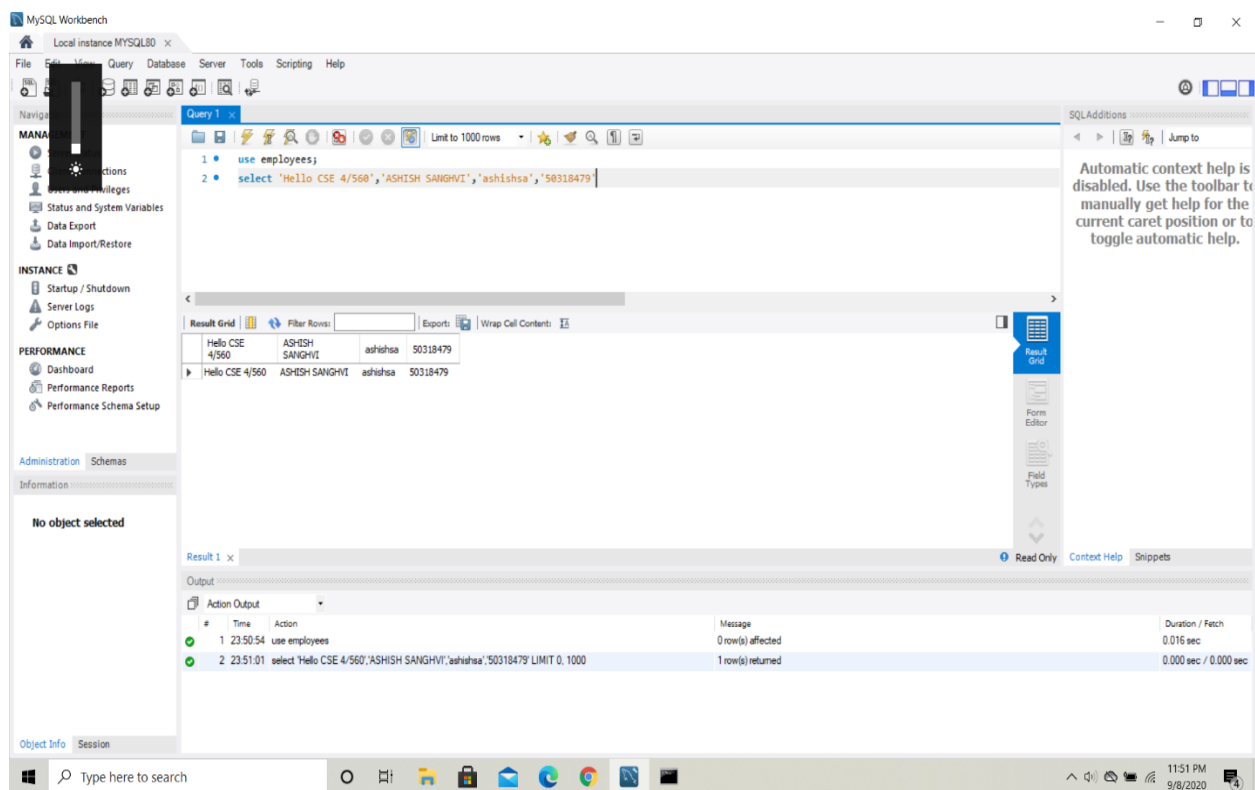 MySQL Workbench
Local instance MYSQL80
File Edit View Query Database Server Tools Scripting Help
Query 1
SQLAdditions
MANAGEMENT
Users and Privileges
Status and System Variables
Data Export
Data Import/Restore
INSTANCE
Startup / Shutdown
Server Logs
Options File
PERFORMANCE
Dashboard
Performance Reports
Performance Schema Setup
Administration Schemas
Information
No object selected
Object Info Session
Limit to 1000 rows
1 use employees;
2 select 'Hello CSE 4/560','ASHISH SANGHVI','ashishsa','50318479'
Result Grid Filter Rows: Export: Wrap Cell Content:
Hello CSE 4/560 ASHISH SANGHVI ashishsa 50318479
Hello CSE 4/560 ASHISH SANGHVI ashishsa 50318479
Result Grid
Form Editor
Field Types
Result 1
Read Only
Jump to
Automatic context help is
disabled. Use the toolbar to
manually get help for the
current caret position or to
toggle automatic help.
Context Help Snippets
Output
Action Output
# Time Action Message Duration / Fetch
1 23:50:54 use employees 0 row(s) affected 0.016 sec
2 23:51:01 select 'Hello CSE 4/560','ASHISH SANGHVI','ashishsa','50318479' LIMIT 0, 1000 1 row(s) returned 0.000 sec / 0.000 sec
Type here to search
11:51 PM
9/8/2020
4